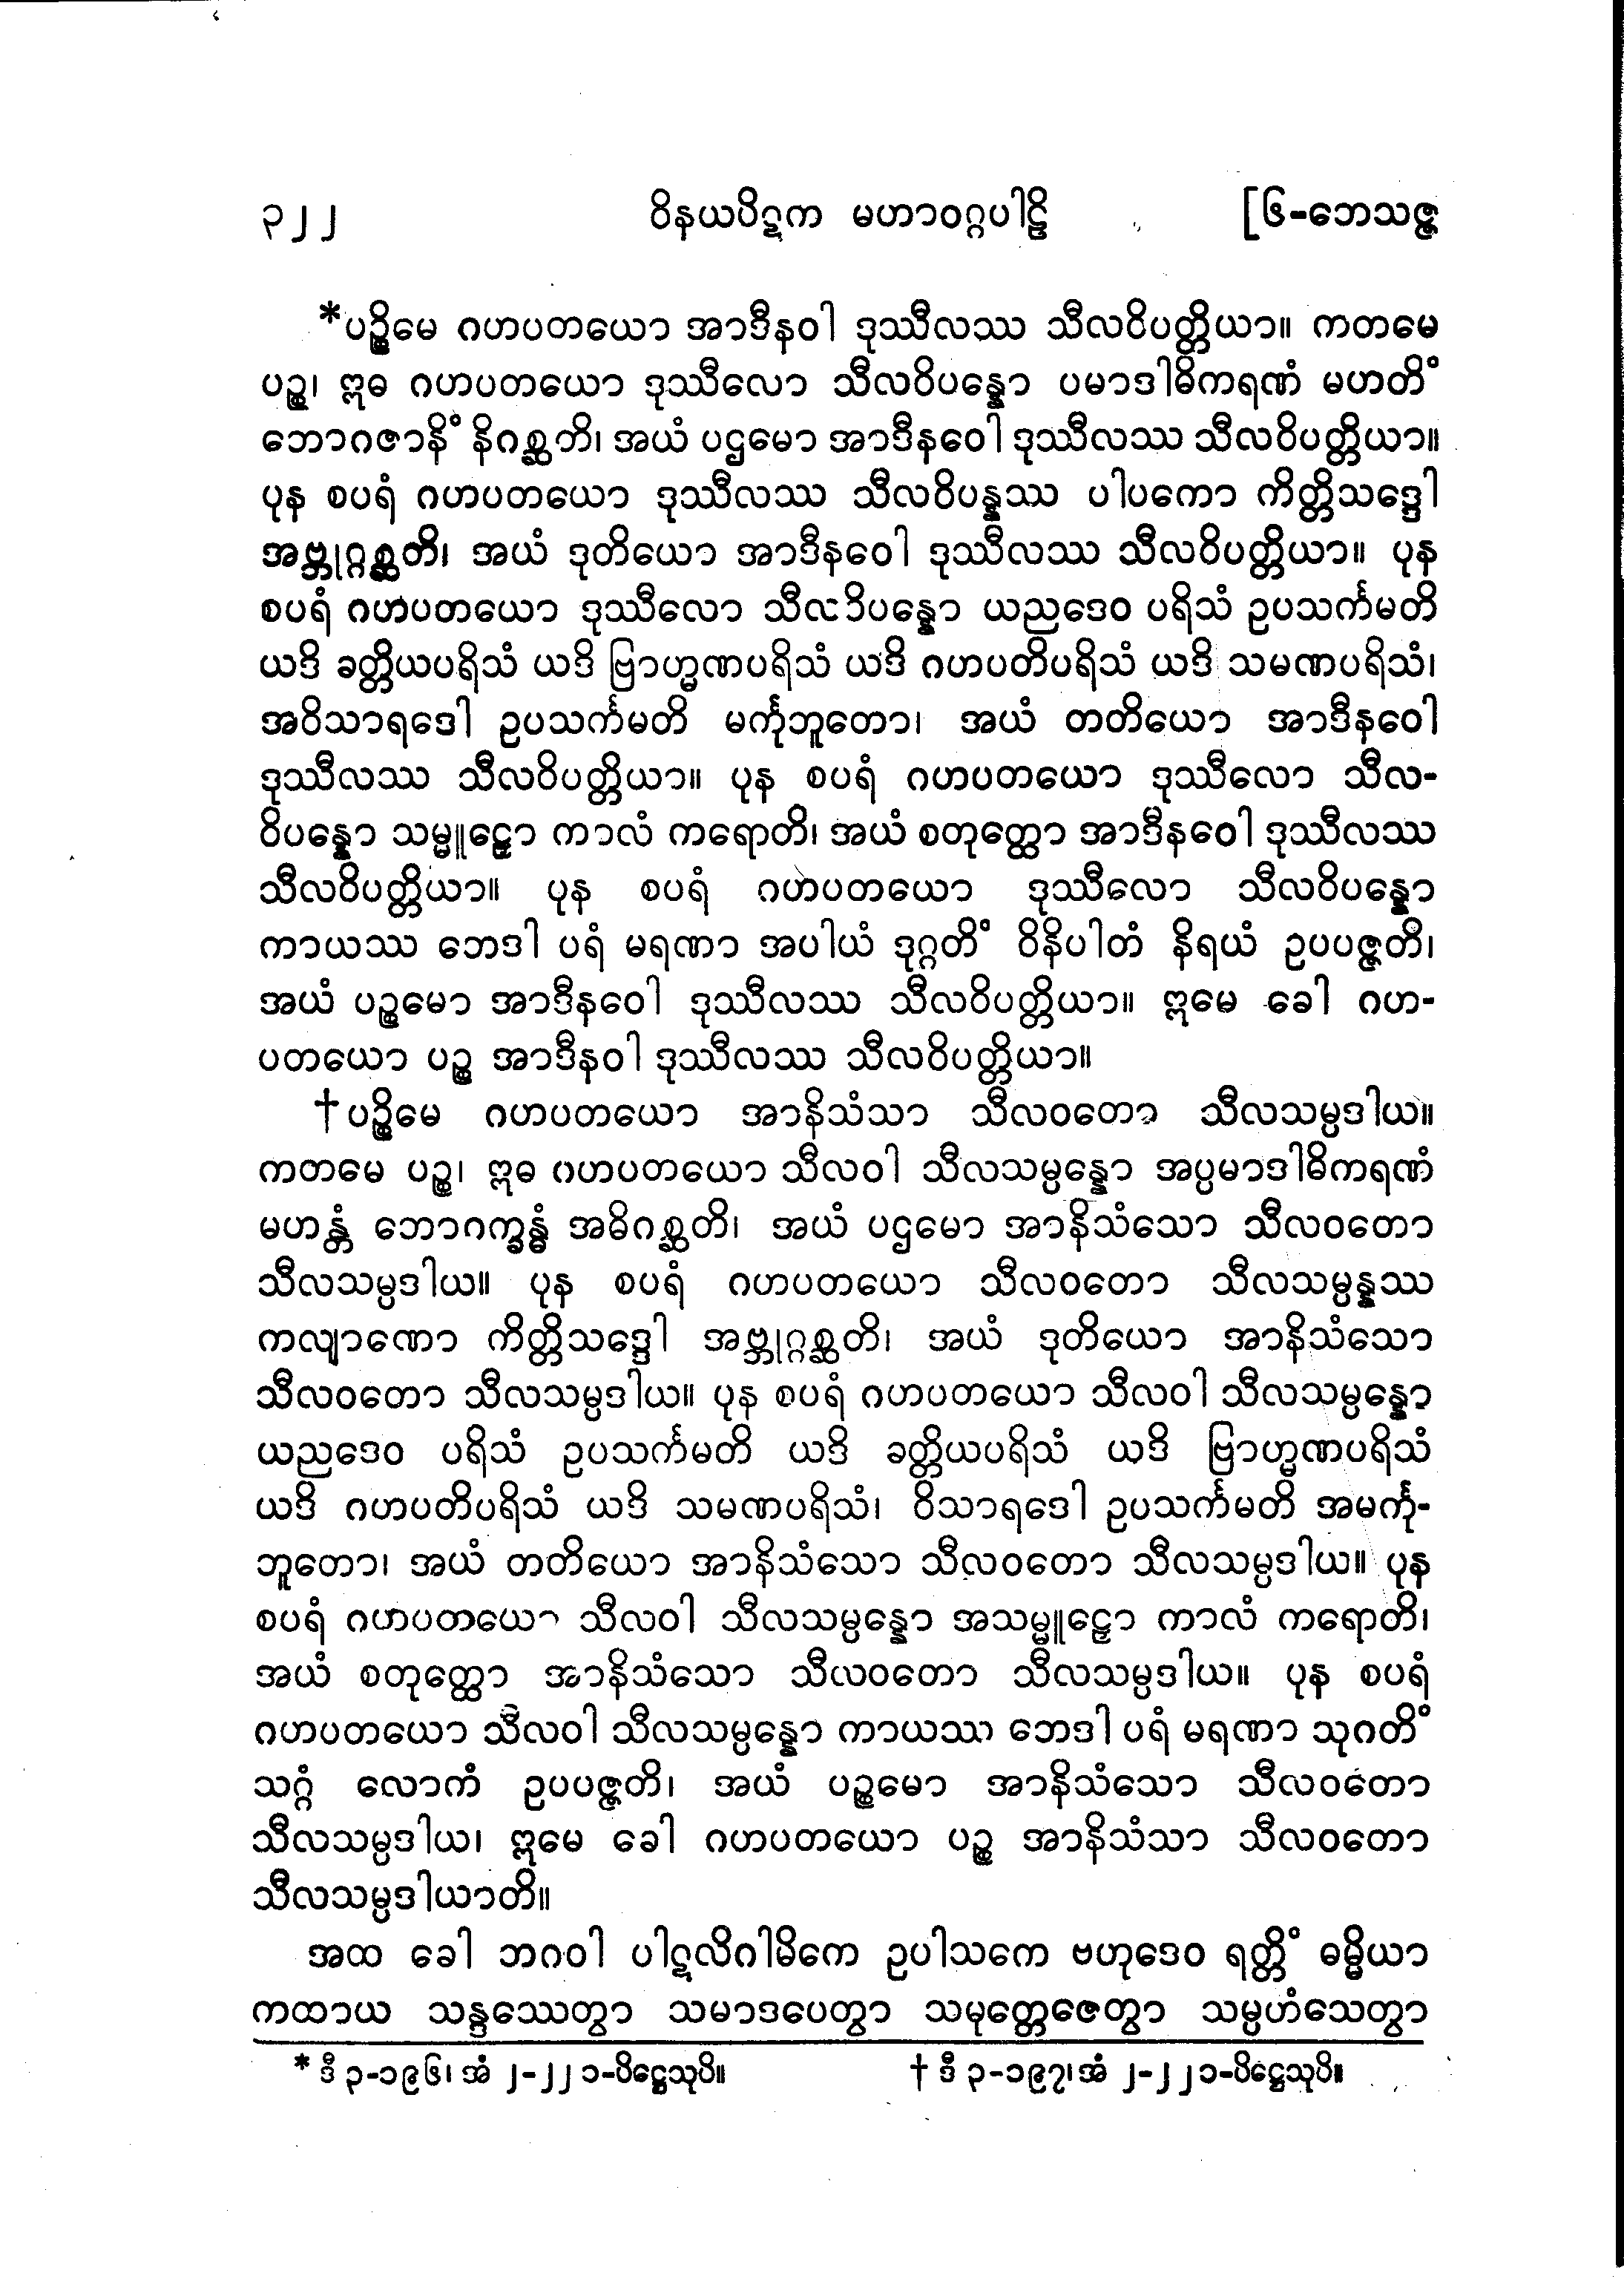 ၃၂၂ ဝိနယပိဋက မဟာဝဂ္ဂပါဠိ [၆-ဘေသဇ္ဇ
*ပဉ္စိမေ ဂဟပတယော အာဒီနဝါ ဒုဿီလဿ သီလဝိပတ္တိယာ။ ကတမေ
ပဉ္စ၊ ဣဓ ဂဟပတယော ဒုဿီလော သီလဝိပန္နော ပမာဒါဓိကရဏံ မဟတိံ
ဘောဂဇာနိံ နိဂစ္ဆတိ၊ အယံ ပဌမော အာဒီနဝေါ ဒုဿီလဿ သီလဝိပတ္တိယာ။
ပုန စပရံ ဂဟပတယော ဒုဿီလဿ သီလဝိပန္နဿ ပါပကော ကိတ္တိသဒ္ဒေါ
အဗ္ဘုဂ္ဂစ္ဆတိ၊ အယံ ဒုတိယော အာဒီနဝေါ ဒုဿီလဿ သီလဝိပတ္တိယာ။ ပုန
စပရံ ဂဟပတယော ဒုဿီလော သီလဝိပန္နော ယညဒေဝ ပရိသံ ဥပသင်္ကမတိ
ယဒိ ခတ္တိယပရိသံ ယဒိ ဗြာဟ္မဏပရိသံ ယဒိ ဂဟပတိပရိသံ ယဒိ သမဏပရိသံ၊
အဝိသာရဒေါ ဥပသင်္ကမတိ မင်္ကုဘူတော၊ အယံ တတိယော အာဒီနဝေါ
ဒုဿီလဿ သီလဝိပတ္တိယာ။ ပုန စပရံ ဂဟပတယော ဒုဿီလော သီလ-
ဝိပန္နော သမ္မူဠှော ကာလံ ကရောတိ၊ အယံ စတုတ္ထော အာဒီနဝေါ ဒုဿီလဿ
သီလဝိပတ္တိယာ။ ပုန စပရံ ဂဟပတယော ဒုဿီလော သီလဝိပန္နော
ကာယဿ ဘေဒါ ပရံ မရဏာ အပါယံ ဒုဂ္ဂတိံ ဝိနိပါတံ နိရယံ ဥပပဇ္ဇတိ၊
အယံ ပဉ္စမော အာဒီနဝေါ ဒုဿီလဿ သီလဝိပတ္တိယာ။ ဣမေ ခေါ ဂဟ-
ပတယော ပဉ္စ အာဒီနဝါ ဒုဿီလဿ သီလဝိပတ္တိယာ။
†ပဉ္စိမေ ဂဟပတယော အာနိသံသာ သီလဝတော သီလသမ္ပဒါယ။
ကတမေ ပဉ္စ၊ ဣဓ ဂဟပတယော သီလဝါ သီလသမ္ပန္နော အပ္ပမာဒါဓိကရဏံ
မဟန္တံ ဘောဂက္ခန္ဓံ အဓိဂစ္ဆတိ၊ အယံ ပဌမော အာနိသံသော သီလဝတော
သီလသမ္ပဒါယ။ ပုန စပရံ ဂဟပတယော သီလဝတော သီလသမ္ပန္နဿ
ကလျာဏော ကိတ္တိသဒ္ဒေါ အဗ္ဘုဂ္ဂစ္ဆတိ၊ အယံ ဒုတိယော အာနိသံသော
သီလဝတော သီလသမ္ပဒါယ။ ပုန စပရံ ဂဟပတယော သီလဝါ သီလသမ္ပန္နော
ယညဒေဝ ပရိသံ ဥပသင်္ကမတိ ယဒိ ခတ္တိယပရိသံ ယဒိ ဗြာဟ္မဏပရိသံ
ယဒိ ဂဟပတိပရိသံ ယဒိ သမဏပရိသံ၊ ဝိသာရဒေါ ဥပသင်္ကမတိ အမင်္ကု-
ဘူတော၊ အယံ တတိယော အာနိသံသော သီလဝတော သီလသမ္ပဒါယ။ ပုန
စပရံ ဂဟပတယော သီလဝါ သီလသမ္ပန္နော အသမ္မူဠှော ကာလံ ကရောတိ၊
အယံ စတုတ္ထော အာနိသံသော သီလဝတော သီလသမ္ပဒါယ။ ပုန စပရံ
ဂဟပတယော သီလဝါ သီလသမ္ပန္နော ကာယဿ ဘေဒါ ပရံ မရဏာ သုဂတိံ
သဂ္ဂံ လောကံ ဥပပဇ္ဇတိ၊ အယံ ပဉ္စမော အာနိသံသော သီလဝတော
သီလသမ္ပဒါယ၊ ဣမေ ခေါ ဂဟပတယော ပဉ္စ အာနိသံသာ သီလဝတော
သီလသမ္ပဒါယာတိ။
အထ ခေါ ဘဂဝါ ပါဋလိဂါမိကေ ဥပါသကေ ဗဟုဒေဝ ရတ္တိံ ဓမ္မိယာ
ကထာယ သန္ဒဿေတွာ သမာဒပေတွာ သမုတ္တေဇေတွာ သမ္ပဟံသေတွာ
* ဒီ ၃-၁၉၆၊ အံ ၂-၂၂၁-ပိဋ္ဌေသုပိ။ † ဒီ ၃-၁၉၇၊ အံ ၂-၂၂၁-ပိဋ္ဌေသုပိ။